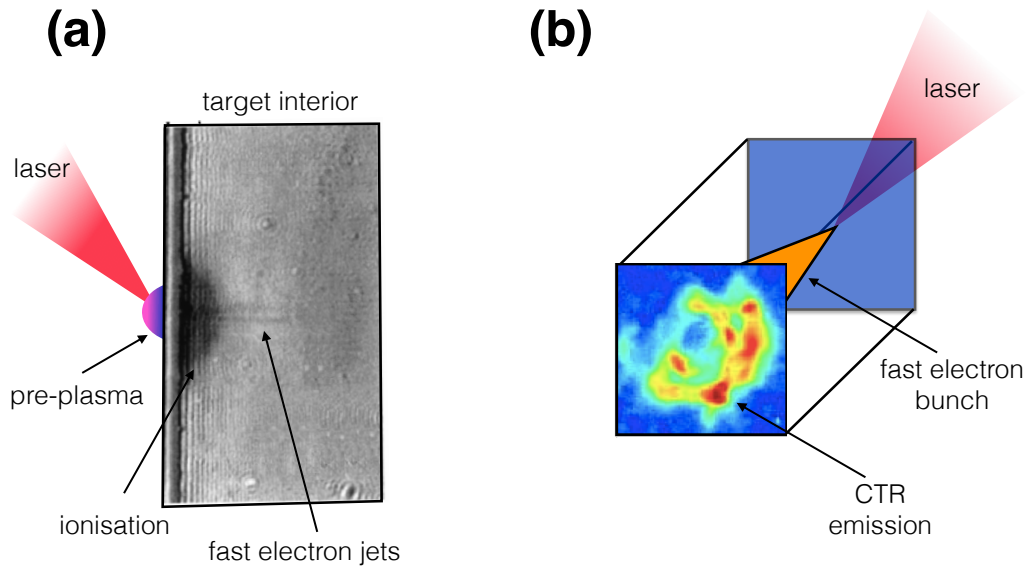 (a)
target interior
laser
pre-plasma
ionisation
fast electron jets
(b)
laser
fast electron
bunch
CTR
emission